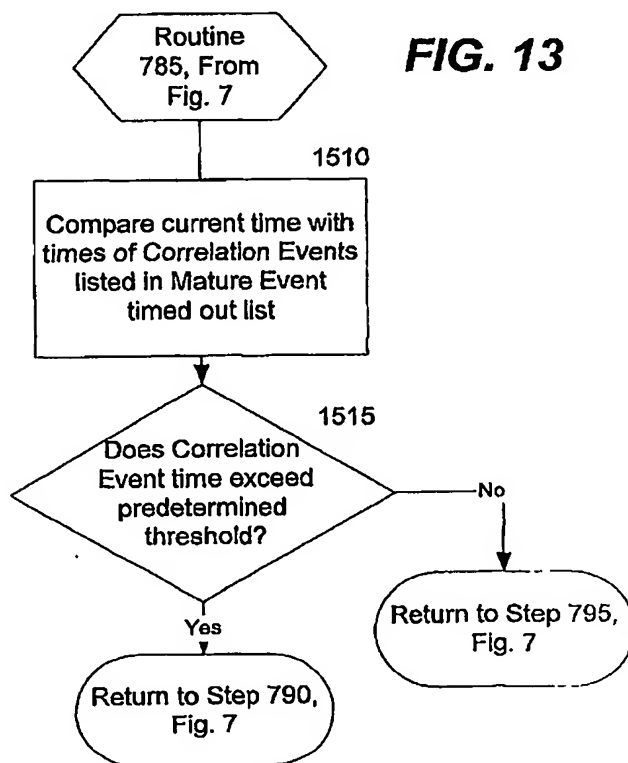 Routine
785, From
Fig. 7
FIG. 13
1510
Compare current time with
times of Correlation Events
listed in Mature Event
timed out list
1515
Does Correlation
Event time exceed
predetermined
threshold?
No
Return to Step 795,
Fig. 7
Yes
Return to Step 790,
Fig. 7